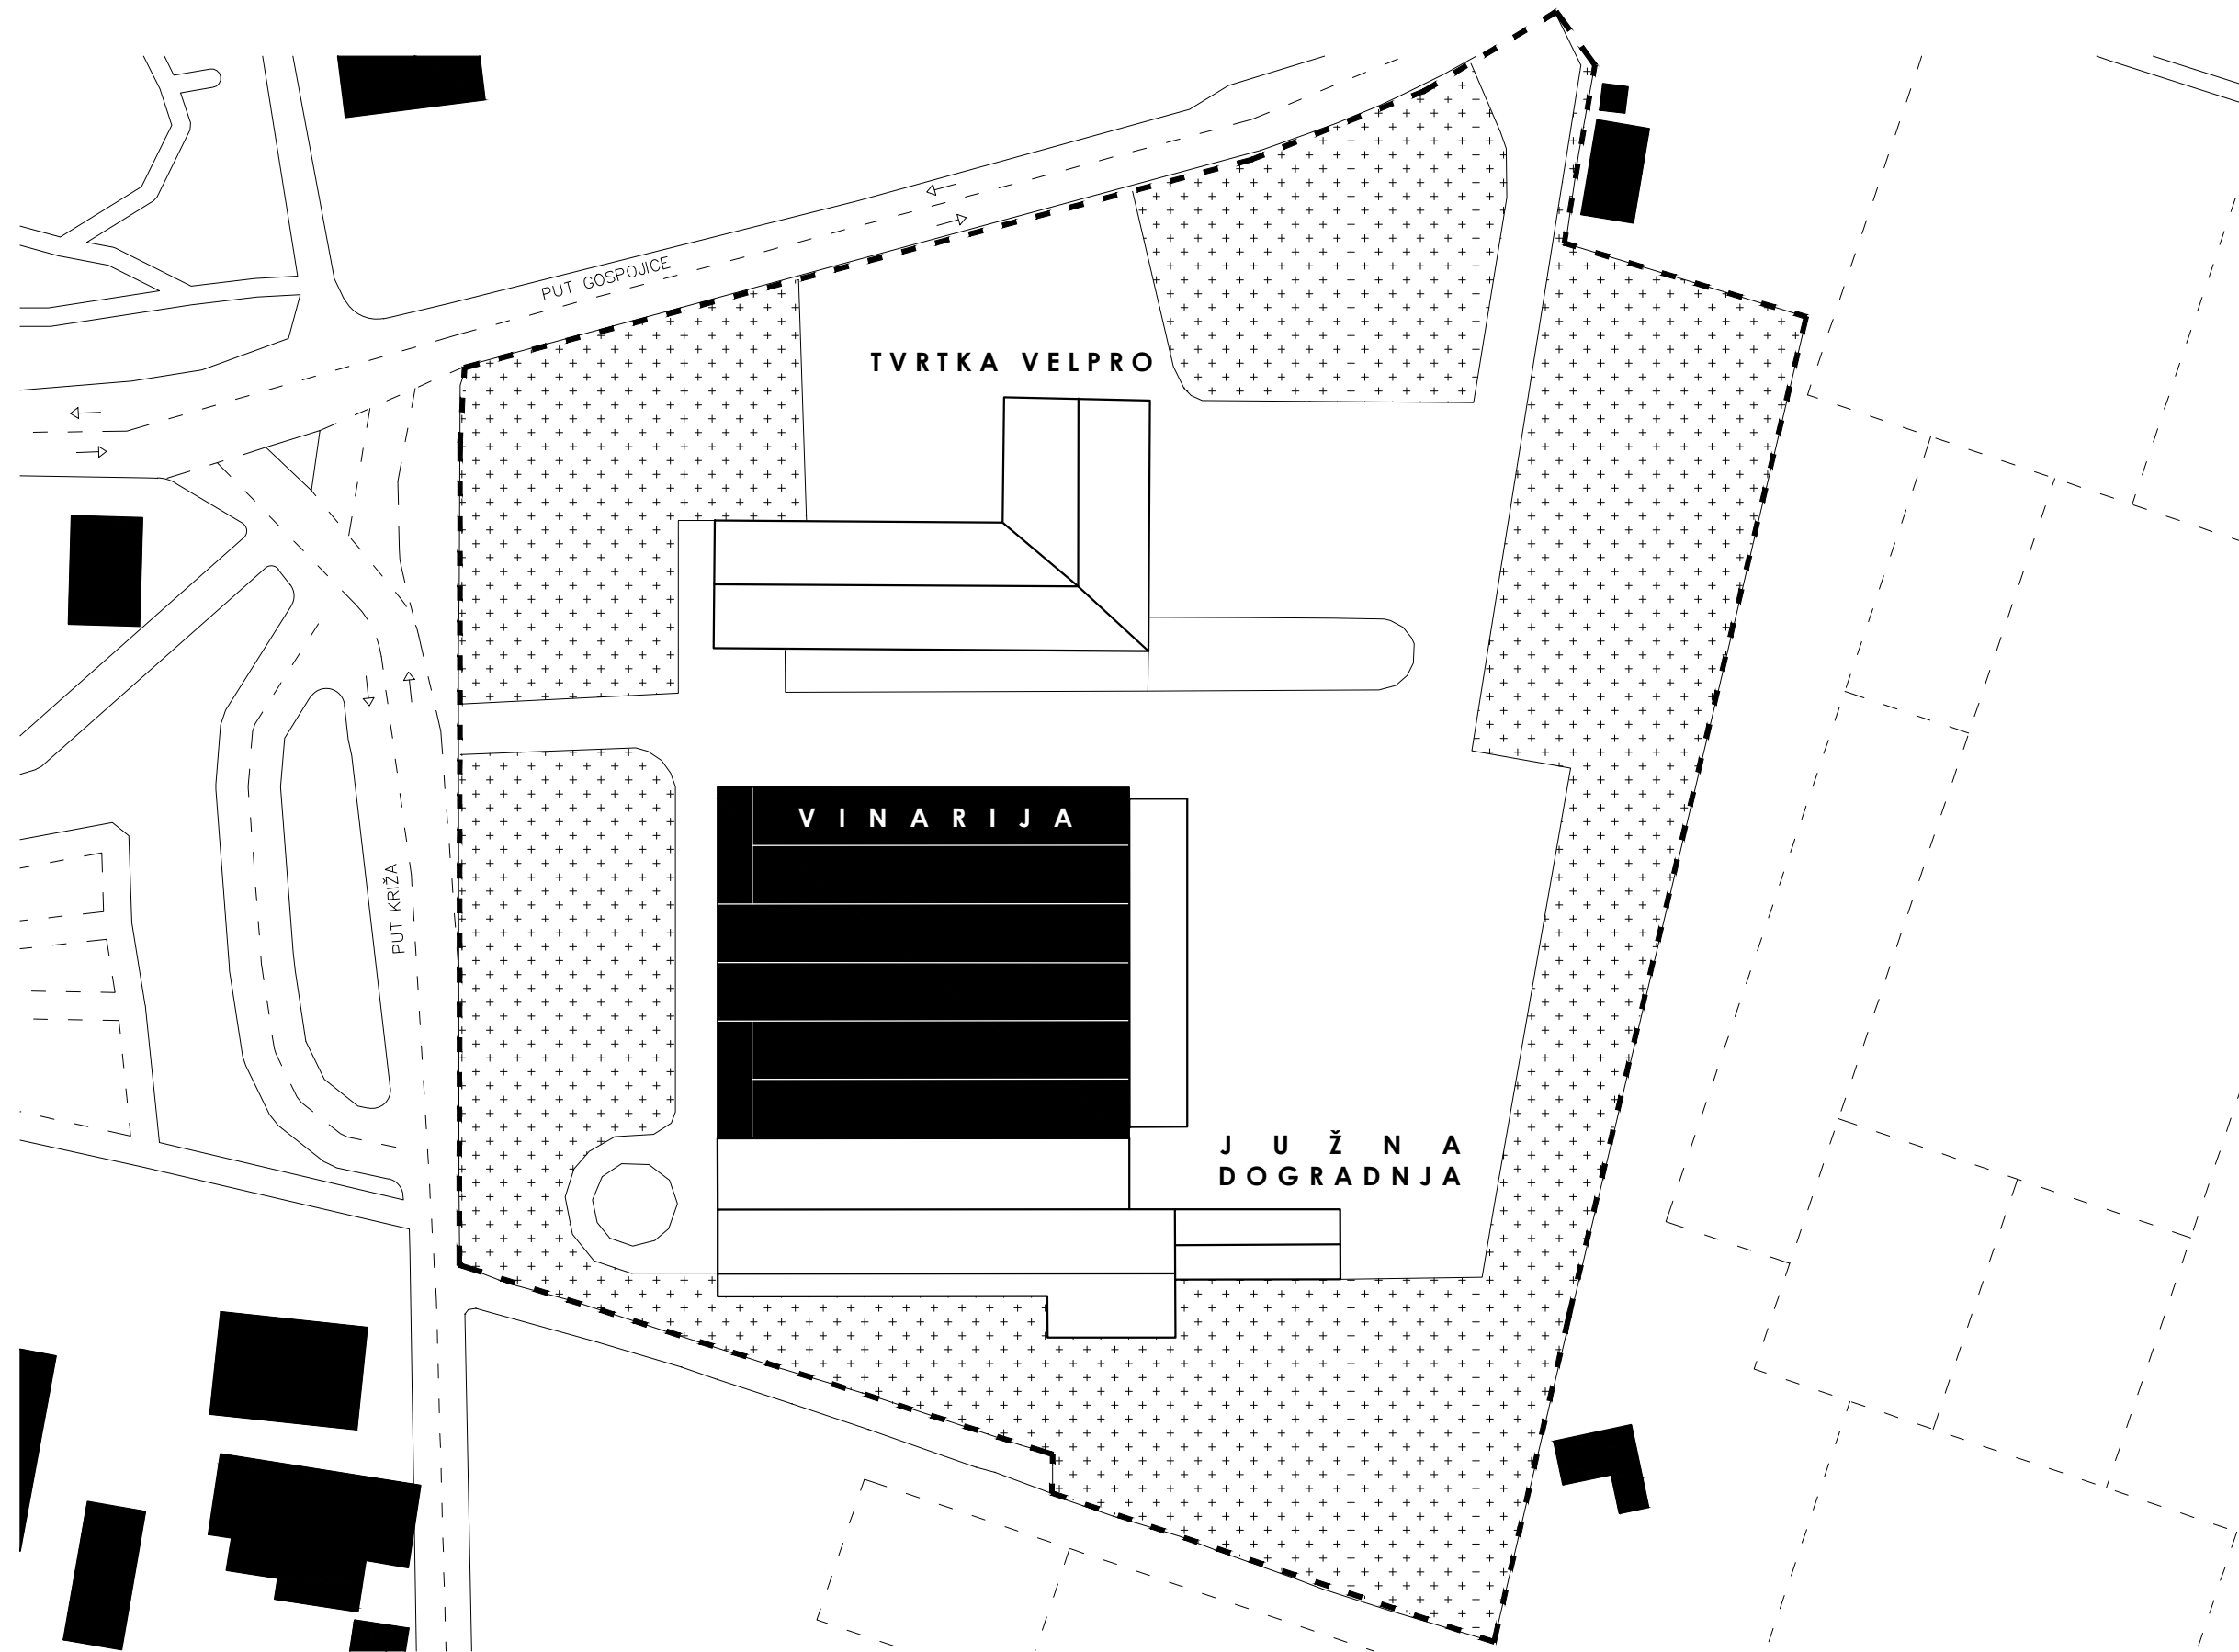 PUT GOSPOJICE
TVRTKA VELPRO
VINARIJA
PUT KRIŽA
JUŽNA
DOGRADNJA